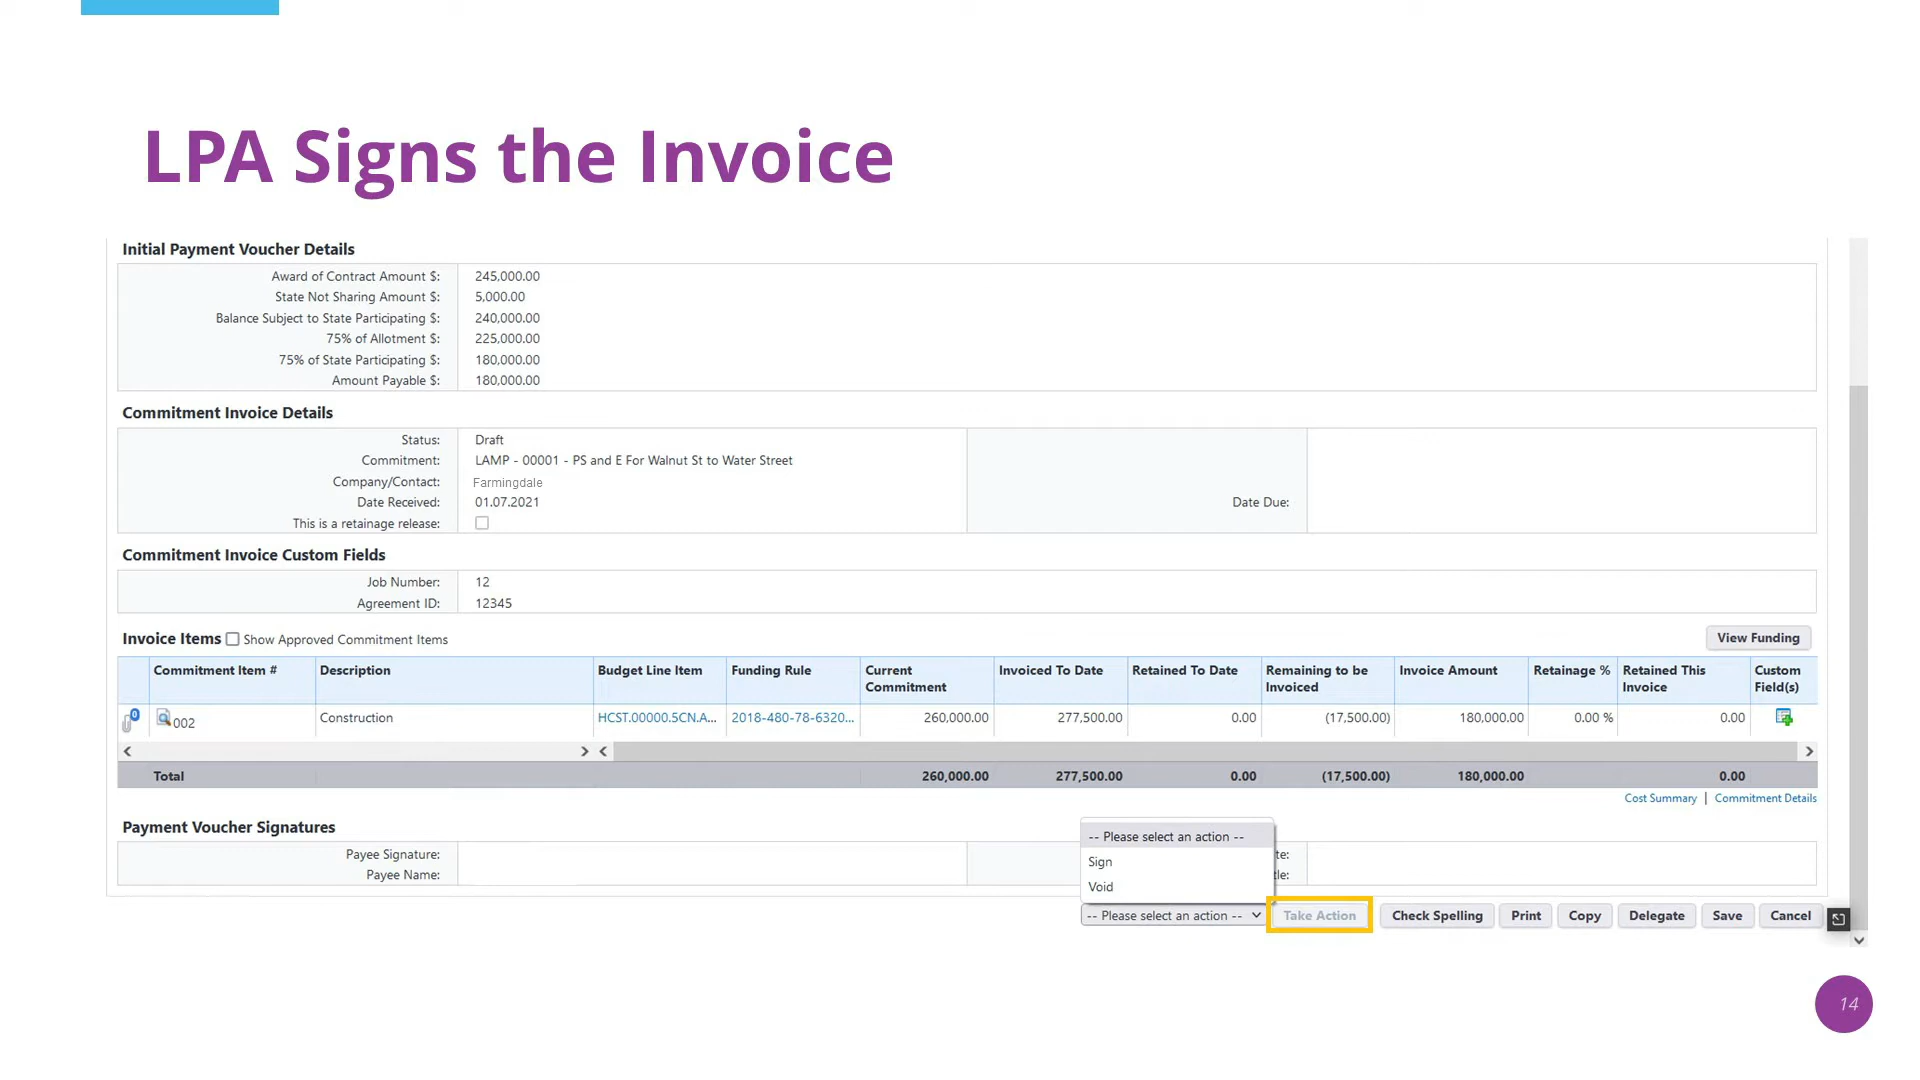 LPA Signs the Invoice
Initial Payment Voucher Details
Award of Contract Amount $: 245,000.00
State Not Sharing Amount $: 5,000.00
Balance Subject to State Participating $: 240,000.00
75% of Allotment $: 225,000.00
75% of State Participating $: 180,000.00
Amount Payable $: 180,000.00
Commitment Invoice Details
Status: Draft
Commitment: LAMP - 00001 - PS and E For Walnut St to Water Street
Company/Contact: Farmingdale
Date Received: 01.07.2021 Date Due:
This is a retainage release:
Commitment Invoice Custom Fields
Job Number: 12
Agreement ID: 12345
Invoice Items Show Approved Commitment Items View Funding
Commitment Item # Description Budget Line Item Funding Rule Current Commitment Invoiced To Date Retained To Date Remaining to be Invoiced Invoice Amount Retainage % Retained This Invoice Custom Field(s)
0 002 Construction HCST.00000.5CN.A... 2018-480-78-6320... 260,000.00 277,500.00 0.00 (17,500.00) 180,000.00 0.00 % 0.00
Total 260,000.00 277,500.00 0.00 (17,500.00) 180,000.00 0.00
Cost Summary | Commitment Details
Payment Voucher Signatures
-- Please select an action --
Payee Signature: te:
Sign
Payee Name: tle:
Void
-- Please select an action -- Take Action Check Spelling Print Copy Delegate Save Cancel
14